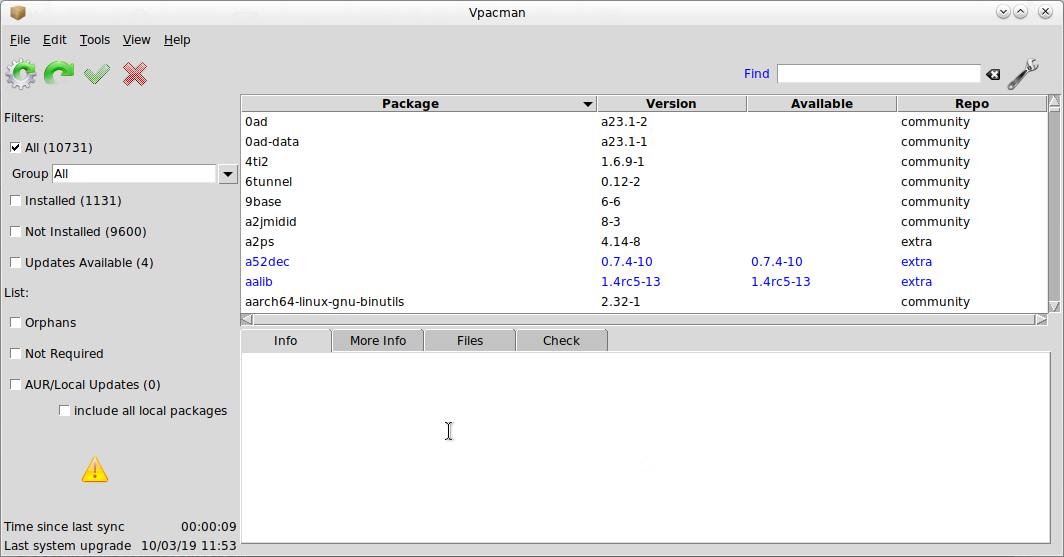 Vpacman
File Edit Tools View Help
Find
Filters:
All (10731)
Group All
Installed (1131)
Not Installed (9600)
Updates Available (4)
List:
Orphans
Not Required
AUR/Local Updates (0)
include all local packages
Time since last sync 00:00:09
Last system upgrade 10/03/19 11:53
Package Version Available Repo
0ad a23.1-2 community
0ad-data a23.1-1 community
4ti2 1.6.9-1 community
6tunnel 0.12-2 community
9base 6-6 community
a2jmidid 8-3 community
a2ps 4.14-8 extra
a52dec 0.7.4-10 0.7.4-10 extra
aalib 1.4rc5-13 1.4rc5-13 extra
aarch64-linux-gnu-binutils 2.32-1 community
Info More Info Files Check